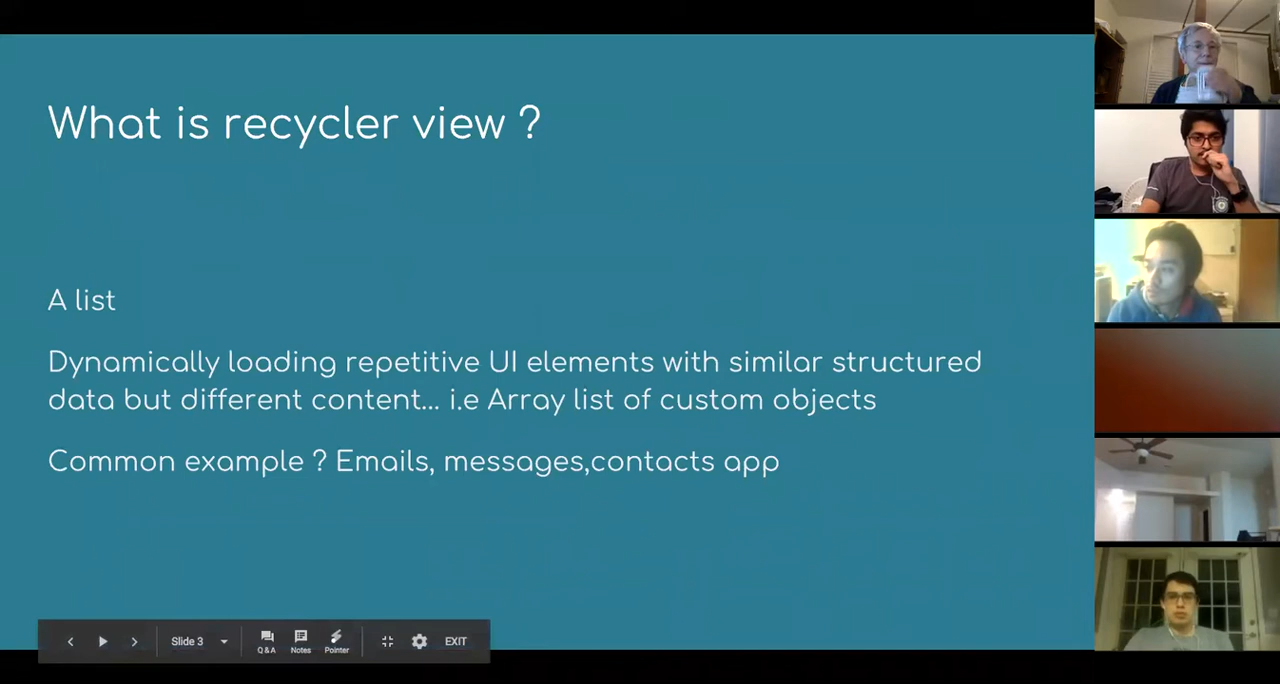 What is recycler view ?
A list
Dynamically loading repetitive UI elements with similar structured
data but different content... i.e Array list of custom objects
Common example ? Emails, messages,contacts app
Slide 3
Q&A
Notes
Pointer
EXIT